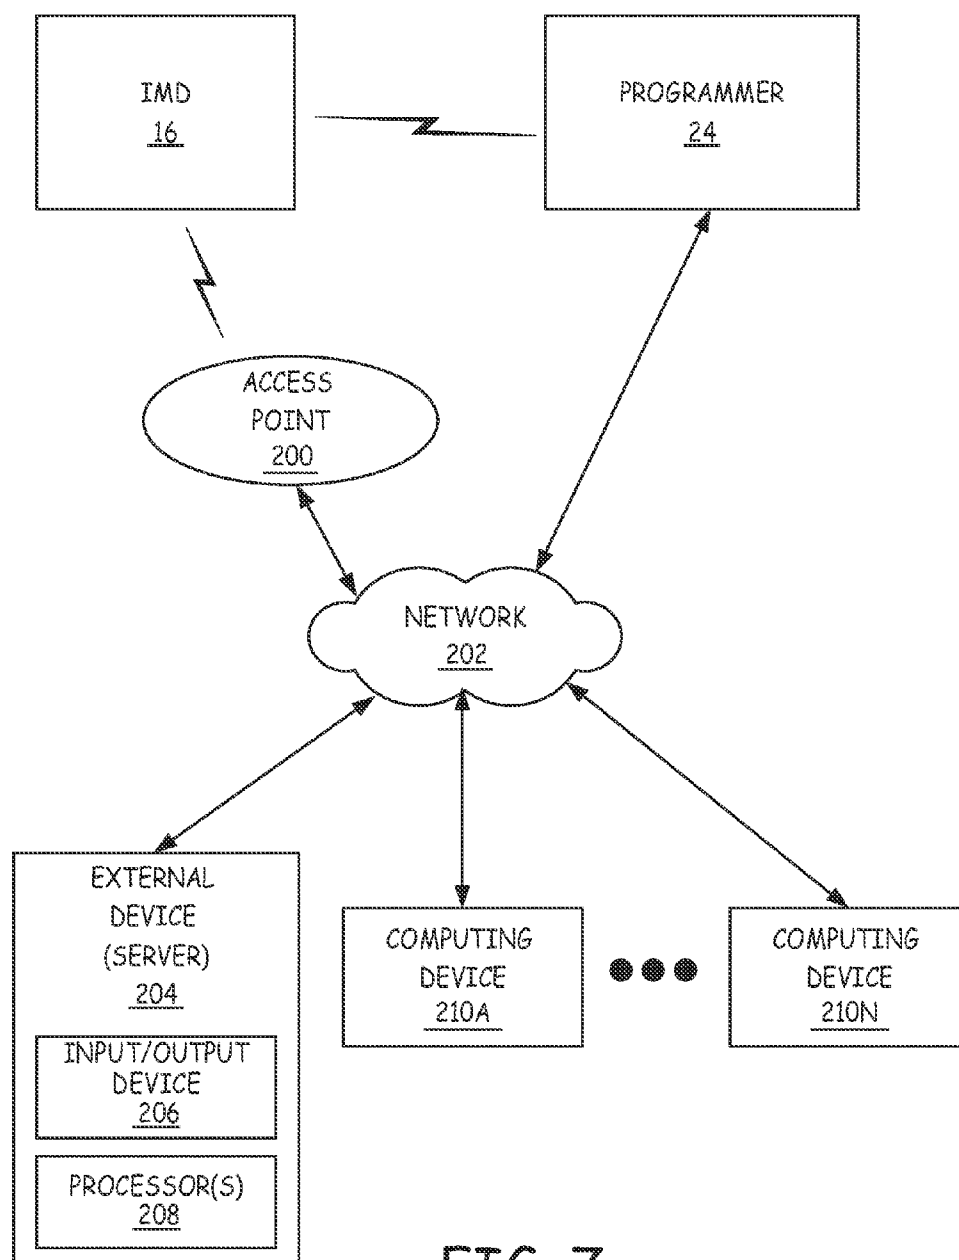 IMD
16
PROGRAMMER
24
ACCESS
POINT
200
NETWORK
202
EXTERNAL
DEVICE
(SERVER)
204
INPUT/OUTPUT
DEVICE
206
PROCESSOR(S)
208
COMPUTING
DEVICE
210A
COMPUTING
DEVICE
210N